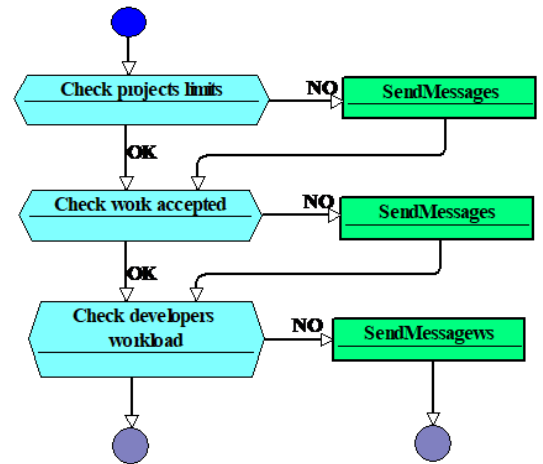 Check projects limits
NO
SendMessages
OK
Check work accepted
NO
SendMessages
OK
Check developers
workload
NO
SendMessagews